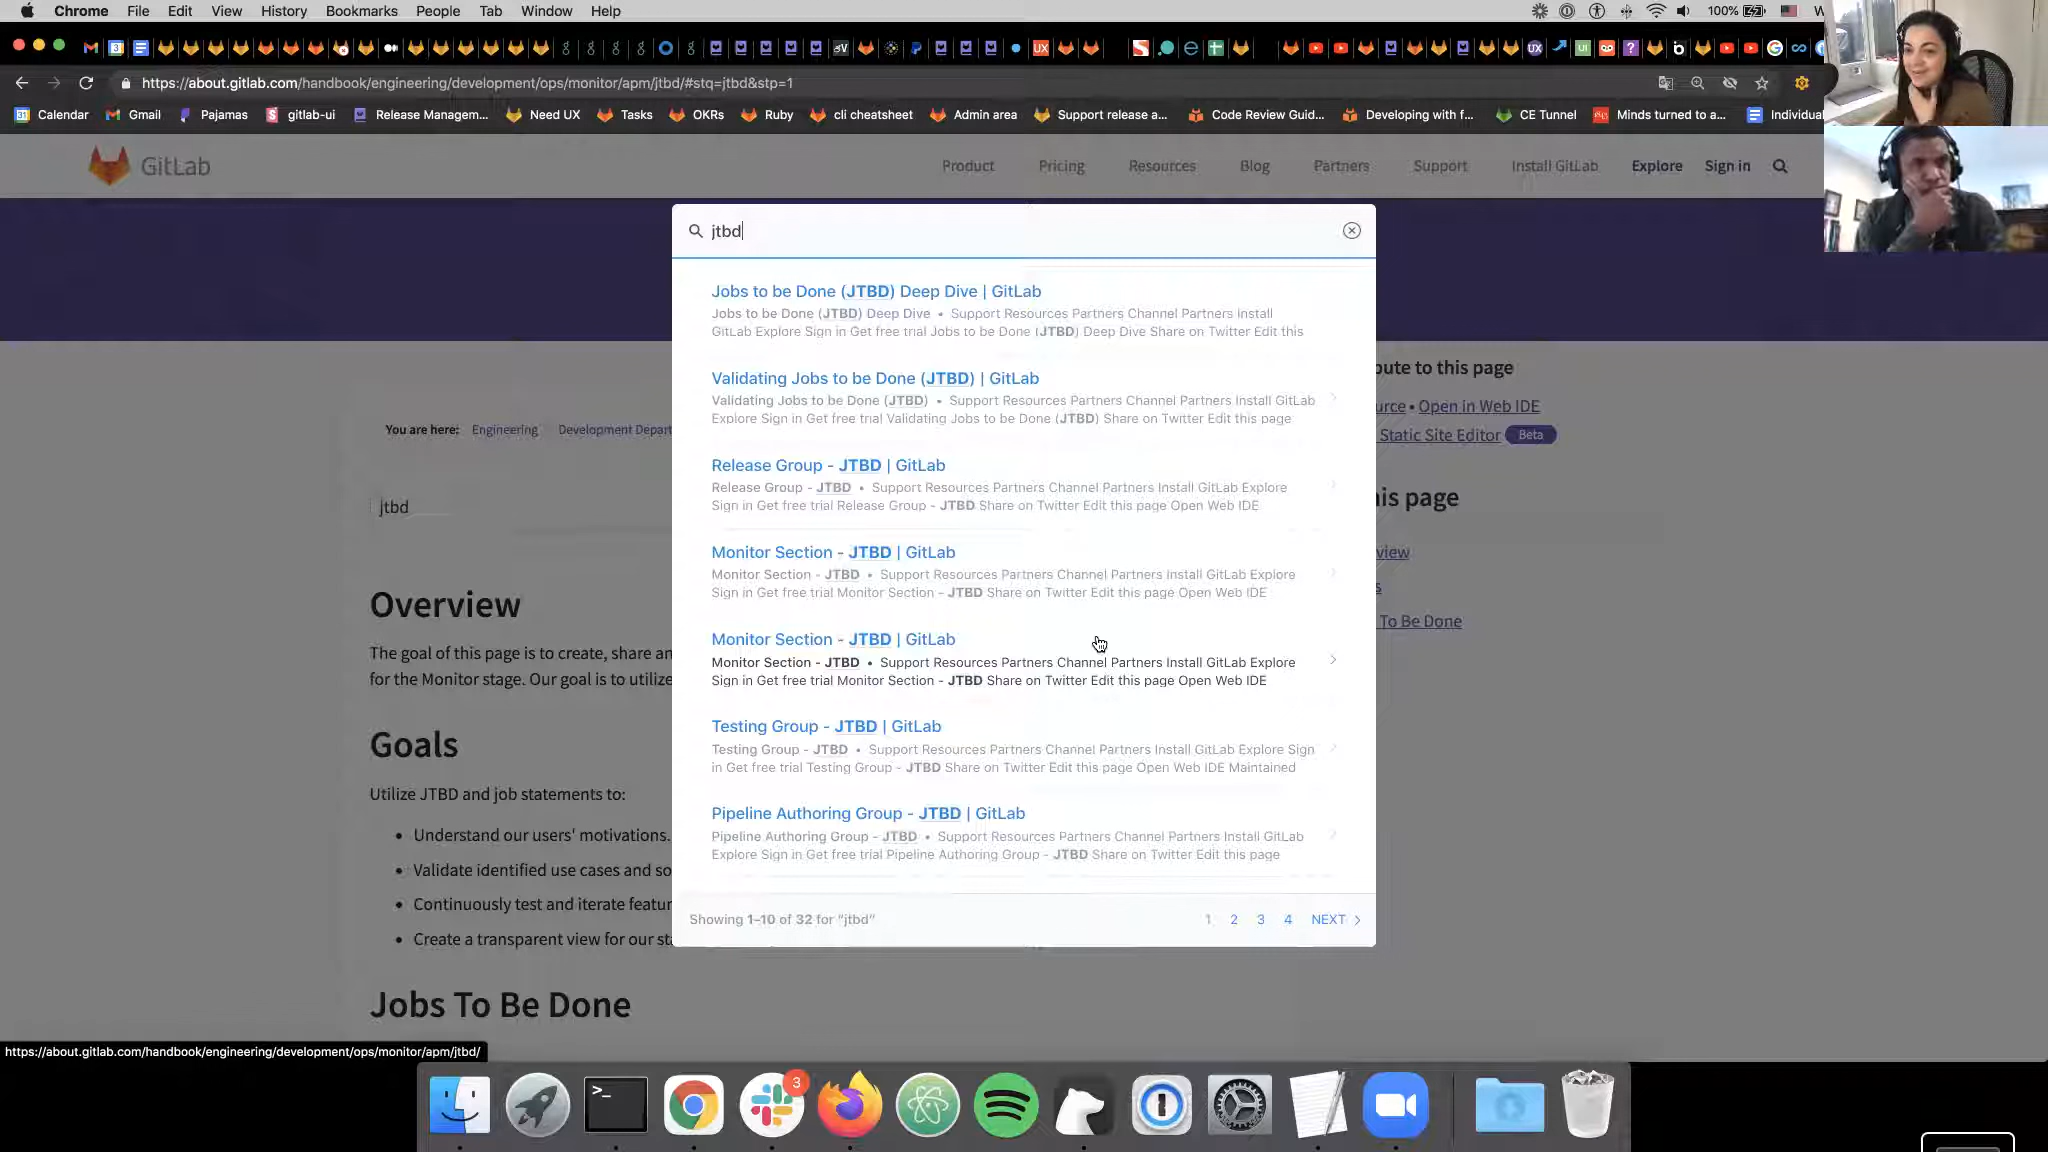 Chrome File Edit View History Bookmarks People Tab Window Help 100% W
https://about.gitlab.com/handbook/engineering/development/ops/monitor/apm/jtbd/#stq=jtbd&stp=1
Calendar Gmail Pajamas gitlab-ui Release Managem... Need UX Tasks OKRs Ruby cli cheatsheet Admin area Support release a... Code Review Guid... Developing with f... CE Tunnel Minds turned to a... Individual
GitLab Product Pricing Resources Blog Partners Support Install GitLab Explore Sign in
jtbd
Jobs to be Done (JTBD) Deep Dive | GitLab
Jobs to be Done (JTBD) Deep Dive • Support Resources Partners Channel Partners Install
GitLab Explore Sign in Get free trial Jobs to be Done (JTBD) Deep Dive Share on Twitter Edit this
Validating Jobs to be Done (JTBD) | GitLab
Validating Jobs to be Done (JTBD) • Support Resources Partners Channel Partners Install GitLab
Explore Sign in Get free trial Validating Jobs to be Done (JTBD) Share on Twitter Edit this page
Release Group - JTBD | GitLab
Release Group - JTBD • Support Resources Partners Channel Partners Install GitLab Explore
Sign in Get free trial Release Group - JTBD Share on Twitter Edit this page Open Web IDE
Monitor Section - JTBD | GitLab
Monitor Section - JTBD • Support Resources Partners Channel Partners Install GitLab Explore
Sign in Get free trial Monitor Section - JTBD Share on Twitter Edit this page Open Web IDE
Monitor Section - JTBD | GitLab
Monitor Section - JTBD • Support Resources Partners Channel Partners Install GitLab Explore
Sign in Get free trial Monitor Section - JTBD Share on Twitter Edit this page Open Web IDE
Testing Group - JTBD | GitLab
Testing Group - JTBD • Support Resources Partners Channel Partners Install GitLab Explore Sign
in Get free trial Testing Group - JTBD Share on Twitter Edit this page Open Web IDE Maintained
Pipeline Authoring Group - JTBD | GitLab
Pipeline Authoring Group - JTBD • Support Resources Partners Channel Partners Install GitLab
Explore Sign in Get free trial Pipeline Authoring Group - JTBD Share on Twitter Edit this page
Showing 1–10 of 32 for “jtbd” 1 2 3 4 NEXT
You are here: Engineering Development Depart
jtbd
Overview
The goal of this page is to create, share an
for the Monitor stage. Our goal is to utilize
Goals
Utilize JTBD and job statements to:
• Understand our users' motivations.
• Validate identified use cases and so
• Continuously test and iterate featur
• Create a transparent view for our sta
Jobs To Be Done
bute to this page
urce • Open in Web IDE
Static Site Editor Beta
his page
view
s
To Be Done
https://about.gitlab.com/handbook/engineering/development/ops/monitor/apm/jtbd/
3